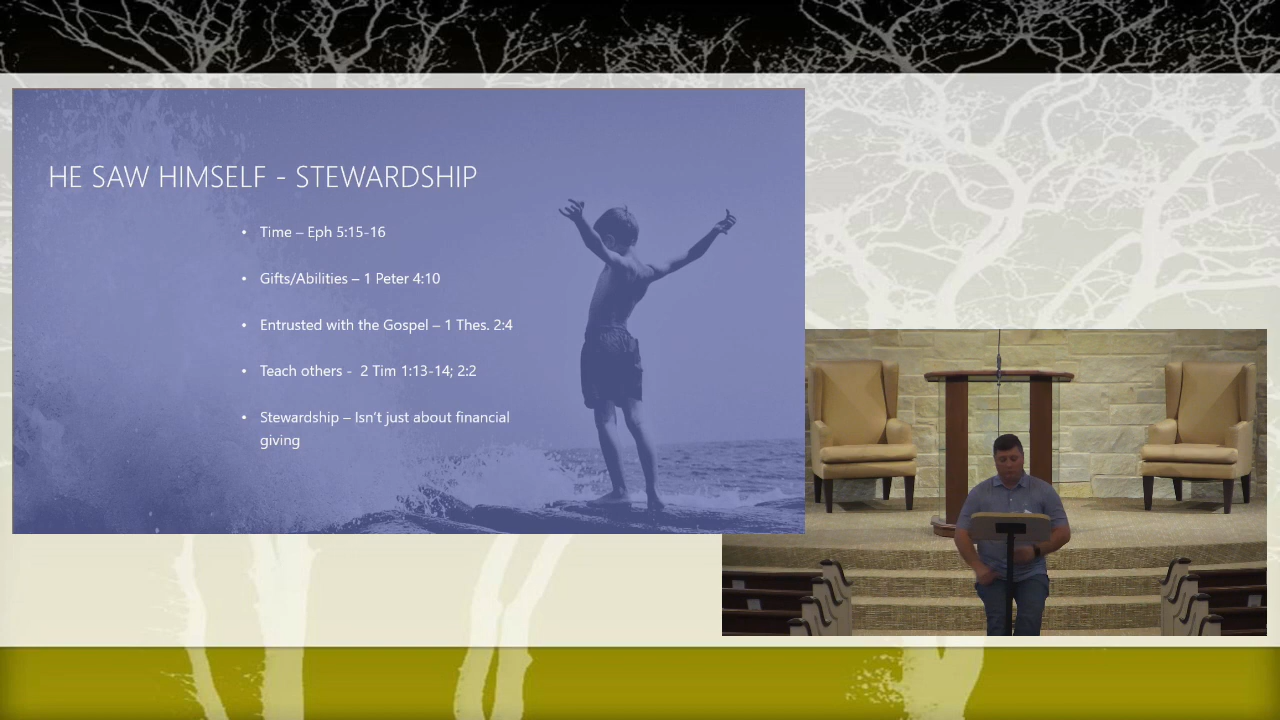 HE SAW HIMSELF - STEWARDSHIP
• Time – Eph 5:15-16
• Gifts/Abilities – 1 Peter 4:10
• Entrusted with the Gospel – 1 Thes. 2:4
• Teach others -  2 Tim 1:13-14; 2:2
• Stewardship – Isn't just about financial
giving